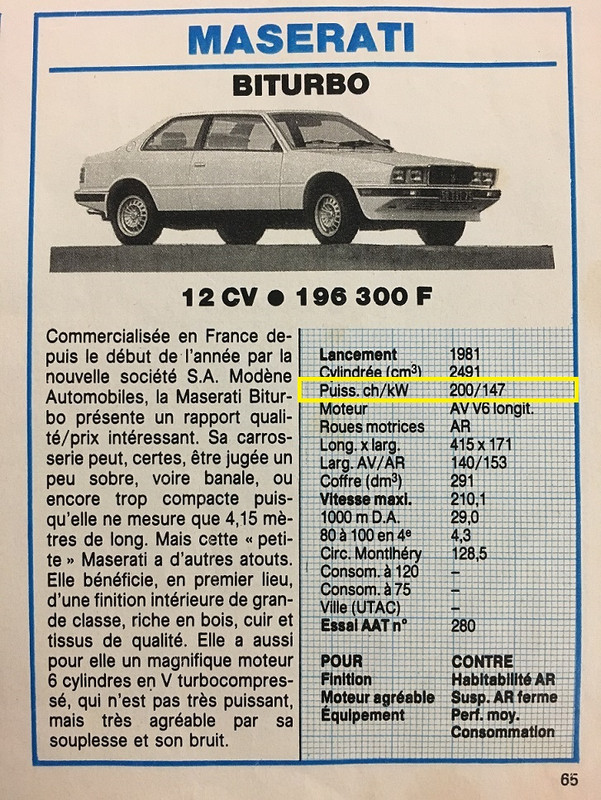 MASERATI
BITURBO
12 CV ● 196 300 F
Commercialisée en France de-
puis le début de l'année par la
nouvelle société S.A. Modène
Automobiles, la Maserati Bitur-
bo présente un rapport quali-
té/prix intéressant. Sa carros-
serie peut, certes, être jugée un
peu sobre, voire banale, ou
encore trop compacte puis-
qu'elle ne mesure que 4,15 mè-
tres de long. Mais cette « peti-
te » Maserati a d'autres atouts.
Elle bénéficie, en premier lieu,
d'une finition intérieure de gran-
de classe, riche en bois, cuir et
tissus de qualité. Elle a aussi
pour elle un magnifique moteur
6 cylindres en V turbocompres-
sé, qui n'est pas très puissant,
mais très agréable par sa
souplesse et son bruit.
Lancement 1981
Cylindrée (cm³) 2491
Puiss. ch/kW 200/147
Moteur AV V6 longit.
Roues motrices AR
Long. x larg. 415 x 171
Larg. AV/AR 140/153
Coffre (dm³) 291
Vitesse maxi. 210,1
1000 m D.A. 29,0
80 à 100 en 4e 4,3
Circ. Montlhéry 128,5
Consom. à 120 –
Consom. à 75 –
Ville (UTAC) –
Essai AAT n° 280
POUR CONTRE
Finition Habitabilité AR
Moteur agréable Susp. AR ferme
Équipement Perf. moy.
Consommation
65